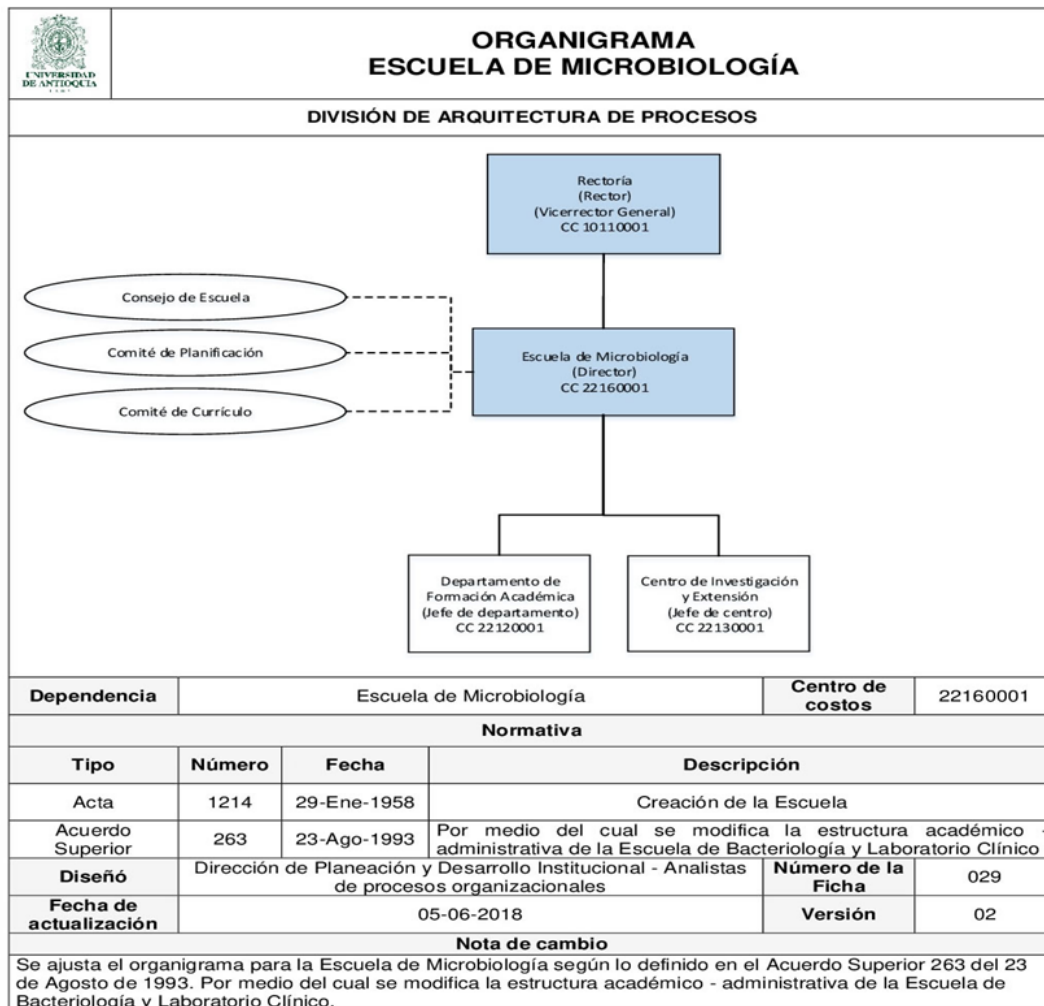 UNIVERSIDAD
DE ANTIOQUIA
ORGANIGRAMA
ESCUELA DE MICROBIOLOGÍA
DIVISIÓN DE ARQUITECTURA DE PROCESOS
Rectoría
(Rector)
(Vicerrector General)
CC 10110001
Consejo de Escuela
Comité de Planificación
Comité de Currículo
Escuela de Microbiología
(Director)
CC 22160001
Departamento de
Formación Académica
(Jefe de departamento)
CC 22120001
Centro de Investigación
y Extensión
(Jefe de centro)
CC 22130001
Dependencia
Escuela de Microbiología
Centro de
costos
22160001
Normativa
Tipo
Número
Fecha
Descripción
Acta
1214
29-Ene-1958
Creación de la Escuela
Acuerdo
Superior
263
23-Ago-1993
Por medio del cual se modifica la estructura académico -
administrativa de la Escuela de Bacteriología y Laboratorio Clínico
Diseñó
Dirección de Planeación y Desarrollo Institucional - Analistas
de procesos organizacionales
Número de la
Ficha
029
Fecha de
actualización
05-06-2018
Versión
02
Nota de cambio
Se ajusta el organigrama para la Escuela de Microbiología según lo definido en el Acuerdo Superior 263 del 23
de Agosto de 1993. Por medio del cual se modifica la estructura académico - administrativa de la Escuela de
Bacteriología y Laboratorio Clínico.